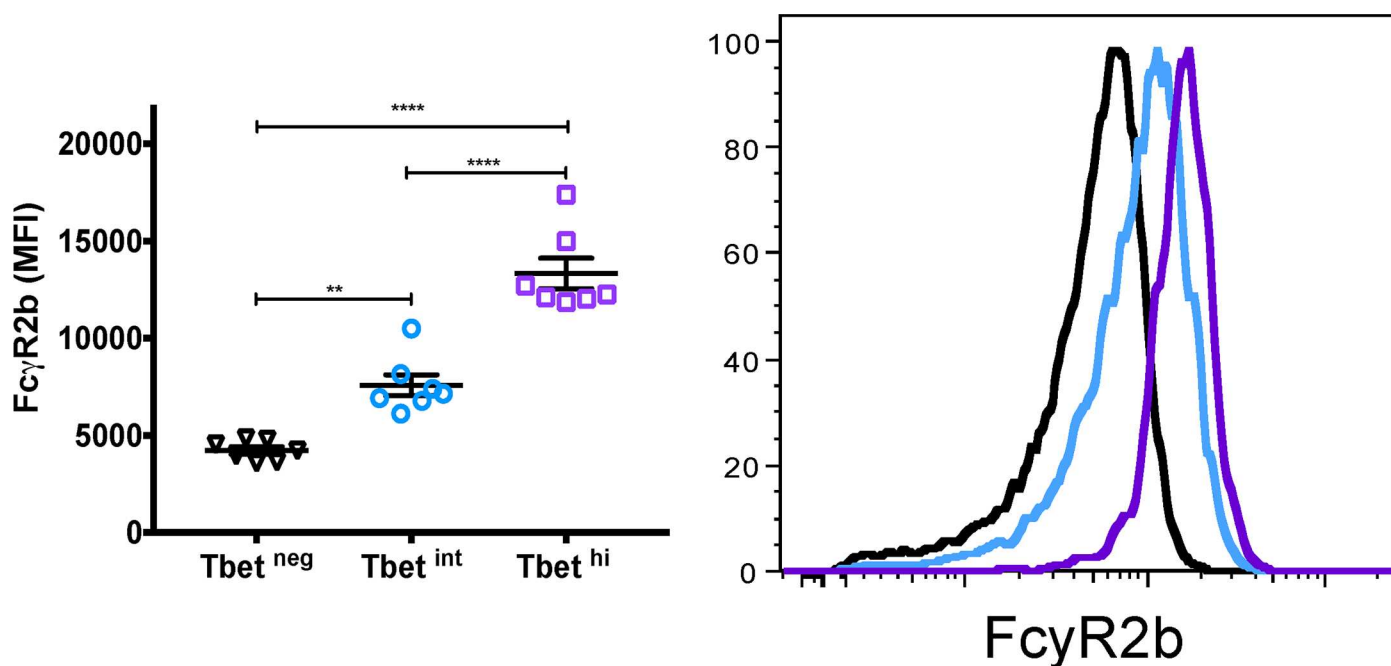 ****
20000
****
15000
**
10000
5000
0
FcγR2b (MFI)
Tbet neg
Tbet int
Tbet hi
100
80
60
40
20
0
FcyR2b